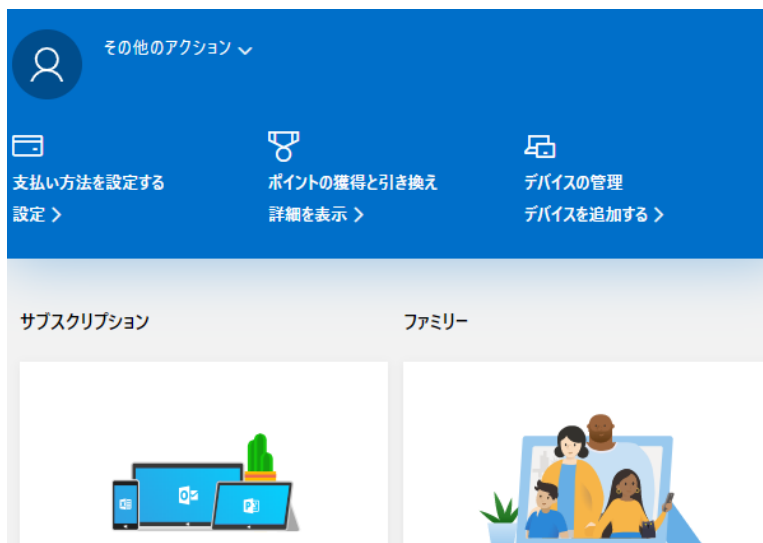 その他のアクション
支払い方法を設定する
設定 >
ポイントの獲得と引き換え
詳細を表示 >
デバイスの管理
デバイスを追加する >
サブスクリプション
ファミリー